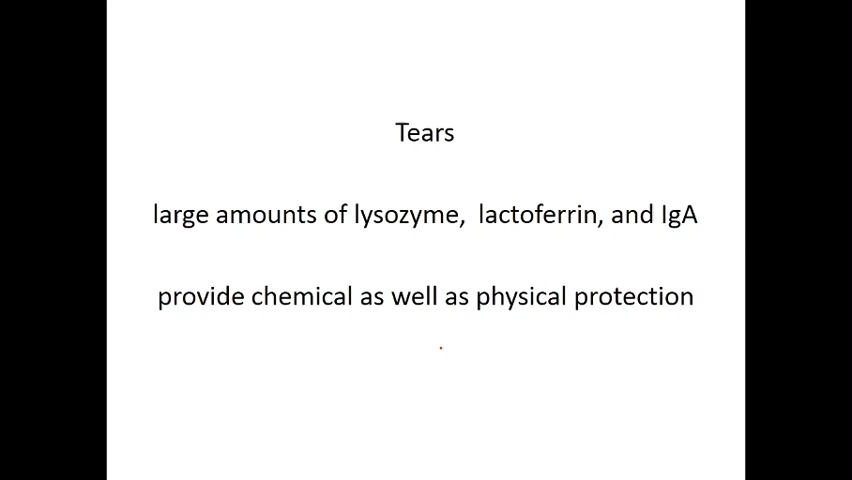 Tears
large amounts of lysozyme,  lactoferrin, and IgA
provide chemical as well as physical protection